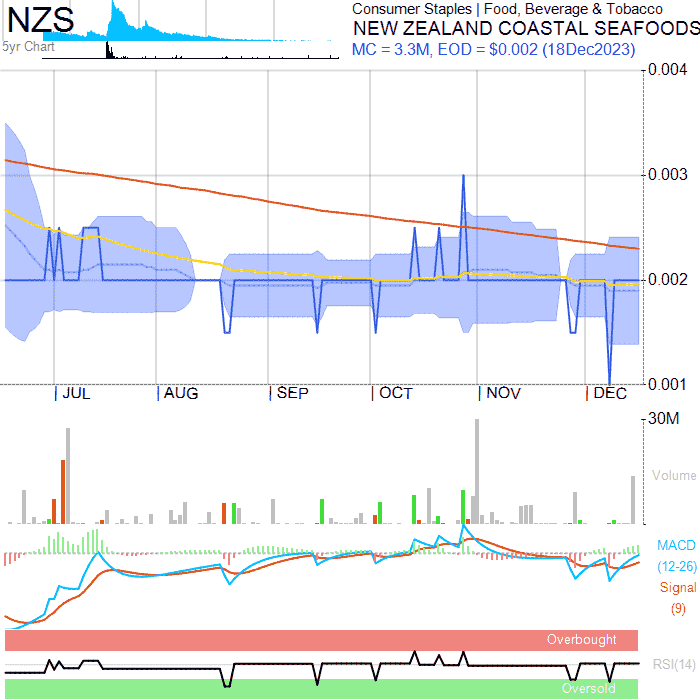 NZS
5yr Chart
Consumer Staples | Food, Beverage & Tobacco
NEW ZEALAND COASTAL SEAFOODS
MC = 3.3M, EOD = $0.002 (18Dec2023)
0.004
0.003
0.002
0.001
JUL
AUG
SEP
OCT
NOV
DEC
30M
Volume
MACD
(12-26)
Signal
(9)
Overbought
RSI(14)
Oversold